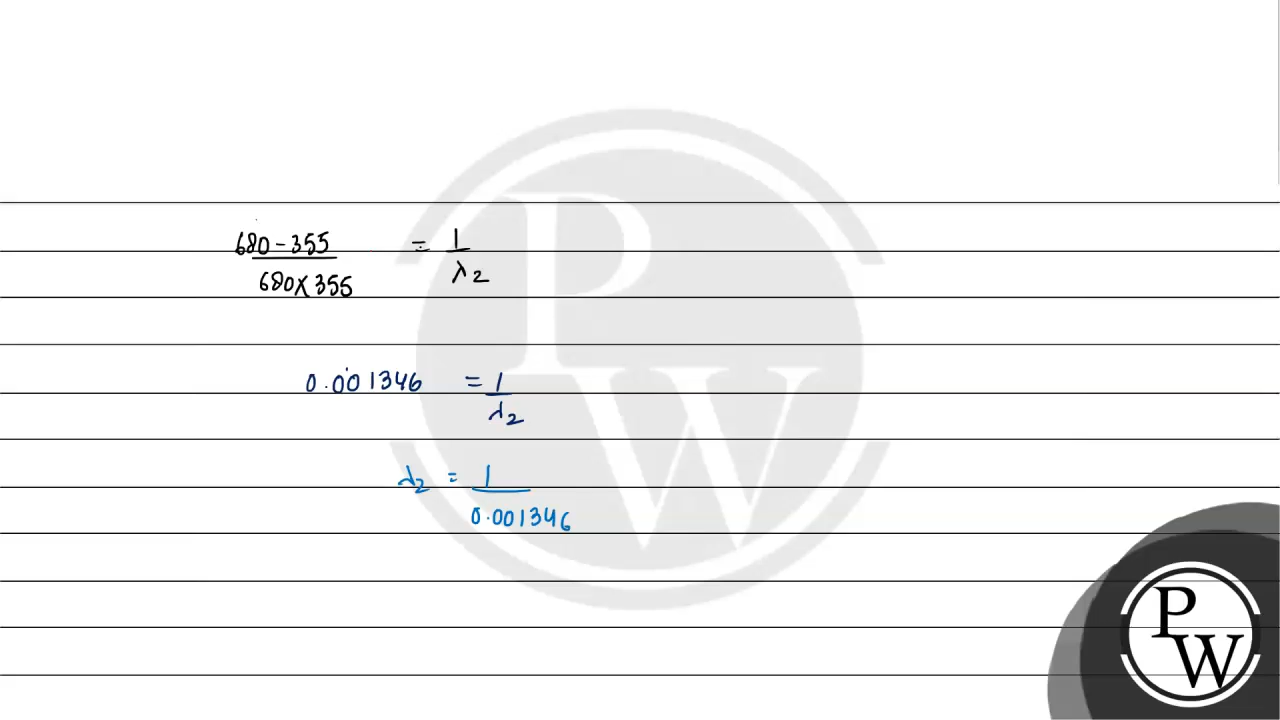 680 - 355 = 1
680 x 355 λ2
0.001346 = 1
λ2
λ2 = 1
0.001346
P
W
P
W